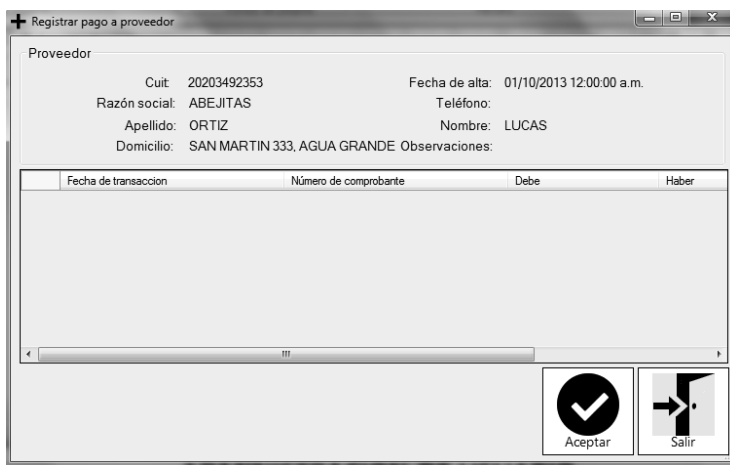 Registrar pago a proveedor
Proveedor
Cuit: 20203492353 Fecha de alta: 01/10/2013 12:00:00 a.m.
Razón social: ABEJITAS Teléfono:
Apellido: ORTIZ Nombre: LUCAS
Domicilio: SAN MARTIN 333, AGUA GRANDE Observaciones:
Fecha de transaccion Número de comprobante Debe Haber
Aceptar Salir